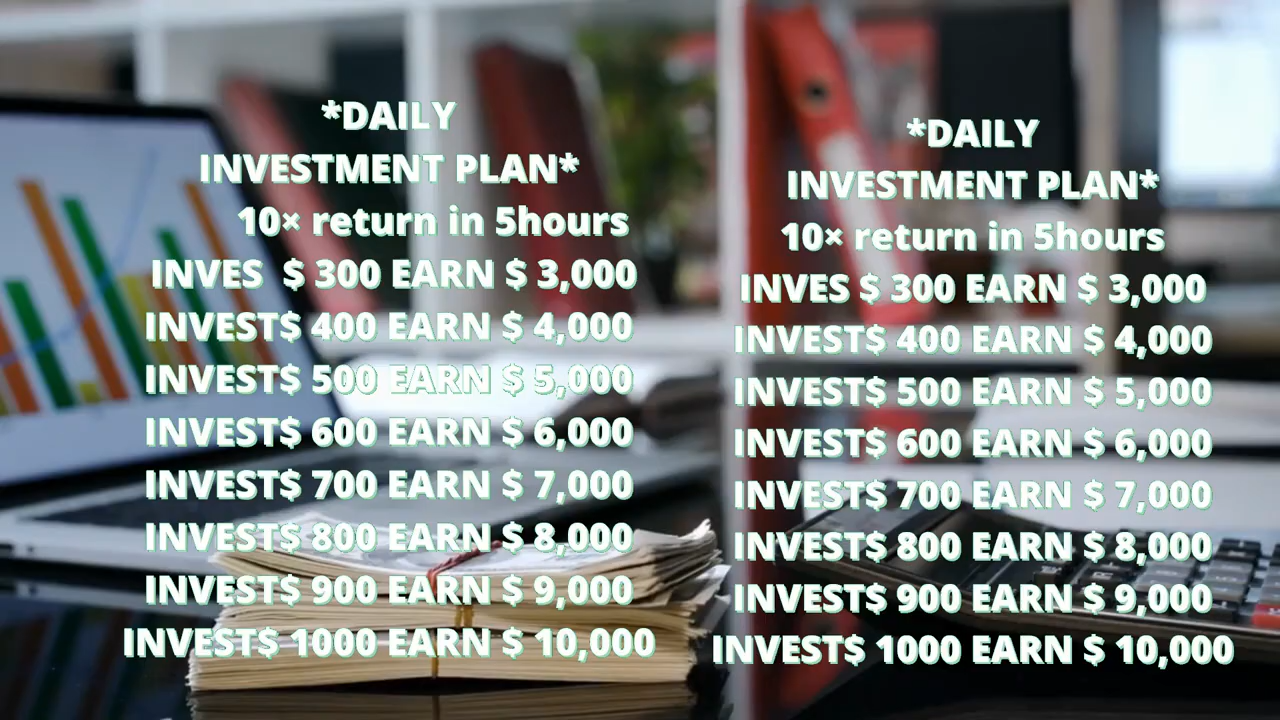 *DAILY
INVESTMENT PLAN*
10× return in 5hours
INVES $ 300 EARN $ 3,000
INVEST$ 400 EARN $ 4,000
INVEST$ 500 EARN $ 5,000
INVEST$ 600 EARN $ 6,000
INVEST$ 700 EARN $ 7,000
INVEST$ 800 EARN $ 8,000
INVEST$ 900 EARN $ 9,000
INVEST$ 1000 EARN $ 10,000
*DAILY
INVESTMENT PLAN*
10× return in 5hours
INVES $ 300 EARN $ 3,000
INVEST$ 400 EARN $ 4,000
INVEST$ 500 EARN $ 5,000
INVEST$ 600 EARN $ 6,000
INVEST$ 700 EARN $ 7,000
INVEST$ 800 EARN $ 8,000
INVEST$ 900 EARN $ 9,000
INVEST$ 1000 EARN $ 10,000